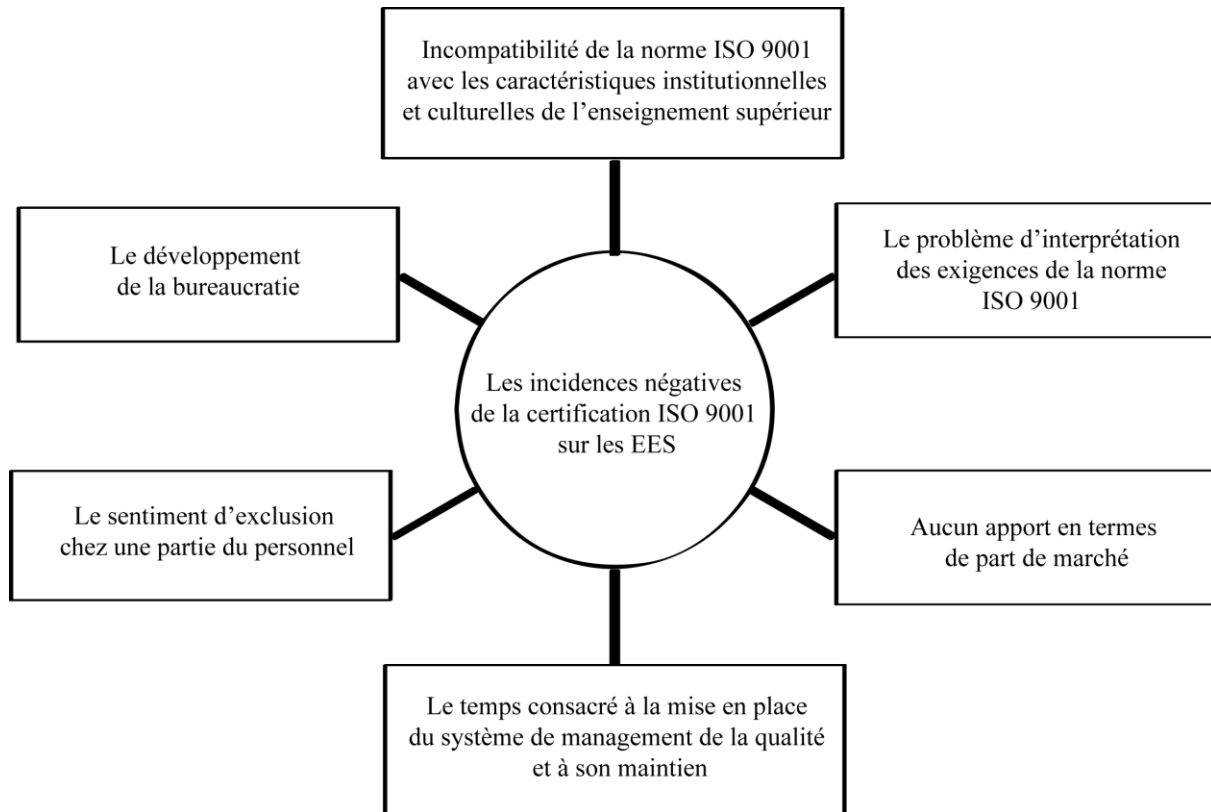 Incompatibilité de la norme ISO 9001
avec les caractéristiques institutionnelles
et culturelles de l’enseignement supérieur
Le développement
de la bureaucratie
Le problème d’interprétation
des exigences de la norme
ISO 9001
Les incidences négatives
de la certification ISO 9001
sur les EES
Le sentiment d’exclusion
chez une partie du personnel
Aucun apport en termes
de part de marché
Le temps consacré à la mise en place
du système de management de la qualité
et à son maintien